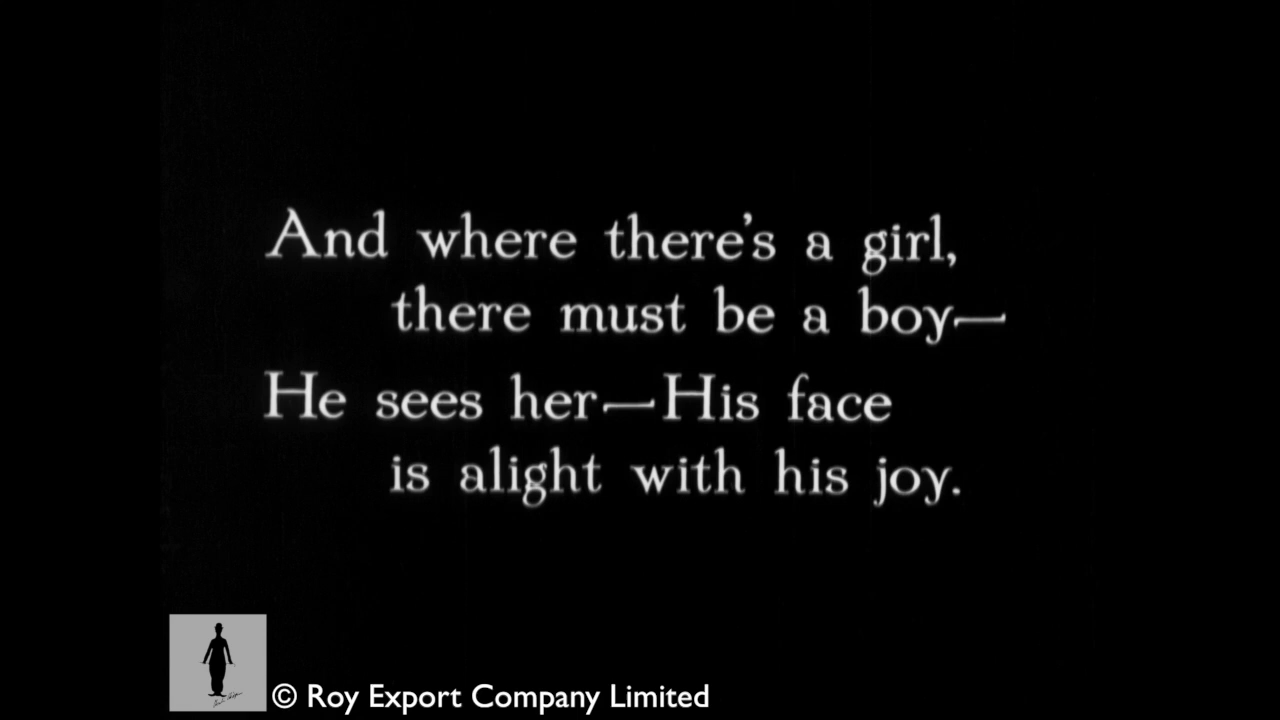 And where there's a girl,
there must be a boy—
He sees her—His face
is alight with his joy.
© Roy Export Company Limited